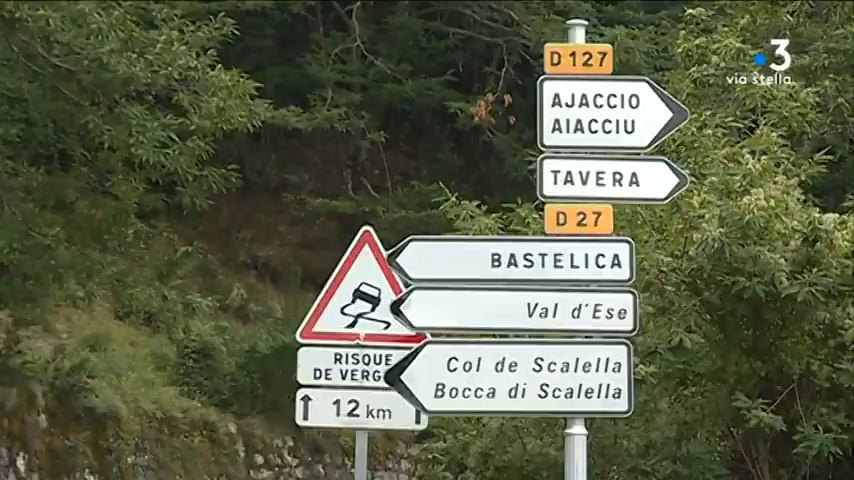 3
via stella
D 127
AJACCIO
AIACCIU
TAVERA
D 27
BASTELICA
Val d'Ese
Col de Scalella
Bocca di Scalella
RISQUE
DE VERG
12 km